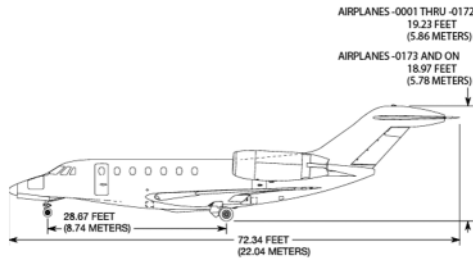 AIRPLANES -0001 THRU -0172
19.23 FEET
(5.86 METERS)
AIRPLANES -0173 AND ON
18.97 FEET
(5.78 METERS)
28.67 FEET
(8.74 METERS)
72.34 FEET
(22.04 METERS)